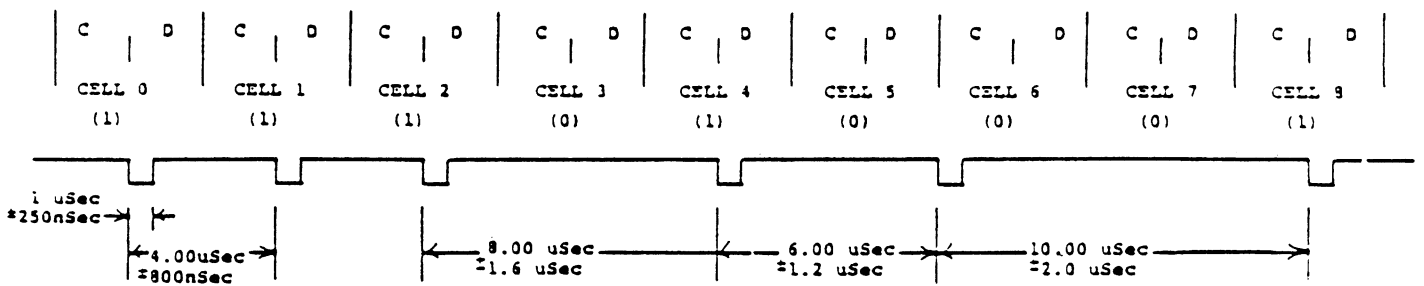 C D C D C D C D C D C D C D C D C D
CELL 0 CELL 1 CELL 2 CELL 3 CELL 4 CELL 5 CELL 6 CELL 7 CELL 8
(1) (1) (1) (0) (1) (0) (0) (0) (1)
1 uSec
±250nSec
4.00uSec
±800nSec
8.00 uSec
±1.6 uSec
6.00 uSec
±1.2 uSec
10.00 uSec
±2.0 uSec